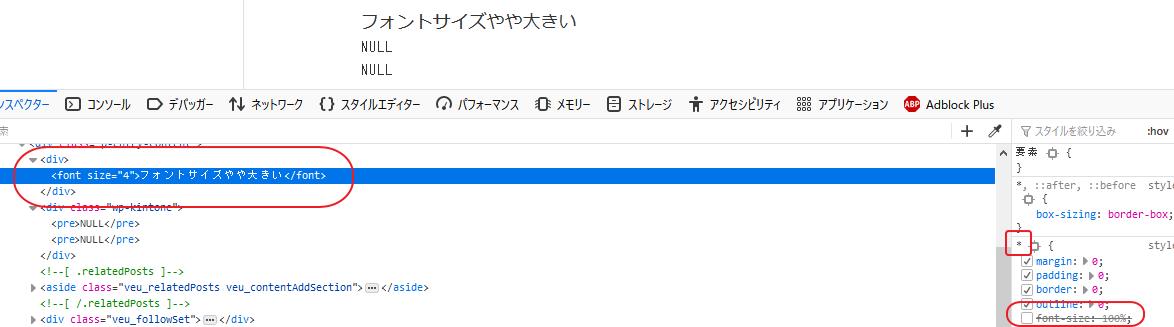 フォントサイズやや大きい
NULL
NULL
ンスペクター コンソール デバッガー ネットワーク {} スタイルエディター パフォーマンス メモリー ストレージ アクセシビリティ アプリケーション ABP Adblock Plus
索 + スタイルを絞り込み :hov
<div>
<font size="4">フォントサイズやや大きい</font>
</div>
<div class="wp-kintone">
<pre>NULL</pre>
<pre>NULL</pre>
</div>
<!--[ .relatedPosts ]-->
<aside class="veu_relatedPosts veu_contentAddSection">⋯</aside>
<!--[ /.relatedPosts ]-->
<div class="veu_followSet">⋯</div>
要素 {
}
*, ::after, ::before style
{
box-sizing: border-box;
}
* { style
margin: 0;
padding: 0;
border: 0;
outline: 0;
font-size: 100%;